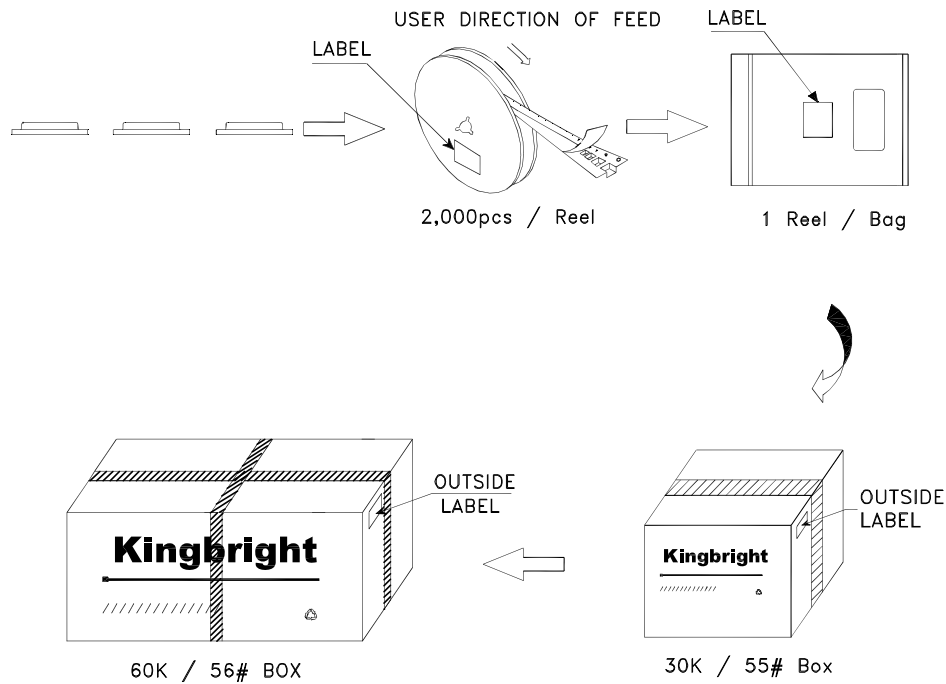 USER DIRECTION OF FEED
LABEL
LABEL
2,000pcs / Reel
1 Reel / Bag
OUTSIDE
LABEL
Kingbright
60K / 56# BOX
OUTSIDE
LABEL
Kingbright
30K / 55# Box